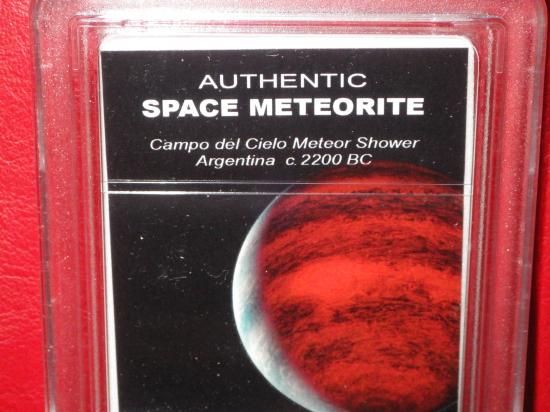 AUTHENTIC
SPACE METEORITE
Campo del Cielo Meteor Shower
Argentina c. 2200 BC